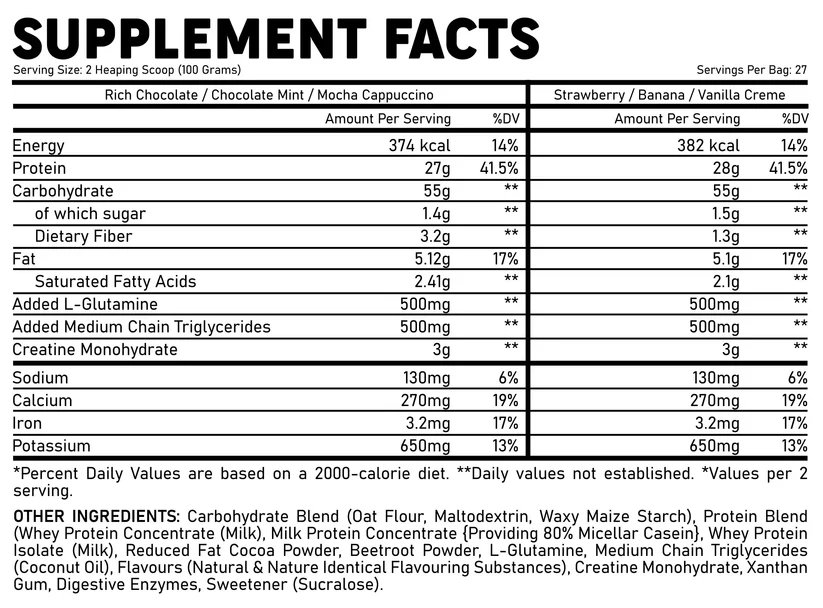 SUPPLEMENT FACTS
Serving Size: 2 Heaping Scoop (100 Grams) Servings Per Bag: 27
Rich Chocolate / Chocolate Mint / Mocha Cappuccino Strawberry / Banana / Vanilla Creme
Amount Per Serving %DV Amount Per Serving %DV
Energy 374 kcal 14% 382 kcal 14%
Protein 27g 41.5% 28g 41.5%
Carbohydrate 55g ** 55g **
of which sugar 1.4g ** 1.5g **
Dietary Fiber 3.2g ** 1.3g **
Fat 5.12g 17% 5.1g 17%
Saturated Fatty Acids 2.41g ** 2.1g **
Added L-Glutamine 500mg ** 500mg **
Added Medium Chain Triglycerides 500mg ** 500mg **
Creatine Monohydrate 3g ** 3g **
Sodium 130mg 6% 130mg 6%
Calcium 270mg 19% 270mg 19%
Iron 3.2mg 17% 3.2mg 17%
Potassium 650mg 13% 650mg 13%
*Percent Daily Values are based on a 2000-calorie diet. **Daily values not established. *Values per 2
serving.
OTHER INGREDIENTS: Carbohydrate Blend (Oat Flour, Maltodextrin, Waxy Maize Starch), Protein Blend
(Whey Protein Concentrate (Milk), Milk Protein Concentrate {Providing 80% Micellar Casein}, Whey Protein
Isolate (Milk), Reduced Fat Cocoa Powder, Beetroot Powder, L-Glutamine, Medium Chain Triglycerides
(Coconut Oil), Flavours (Natural & Nature Identical Flavouring Substances), Creatine Monohydrate, Xanthan
Gum, Digestive Enzymes, Sweetener (Sucralose).